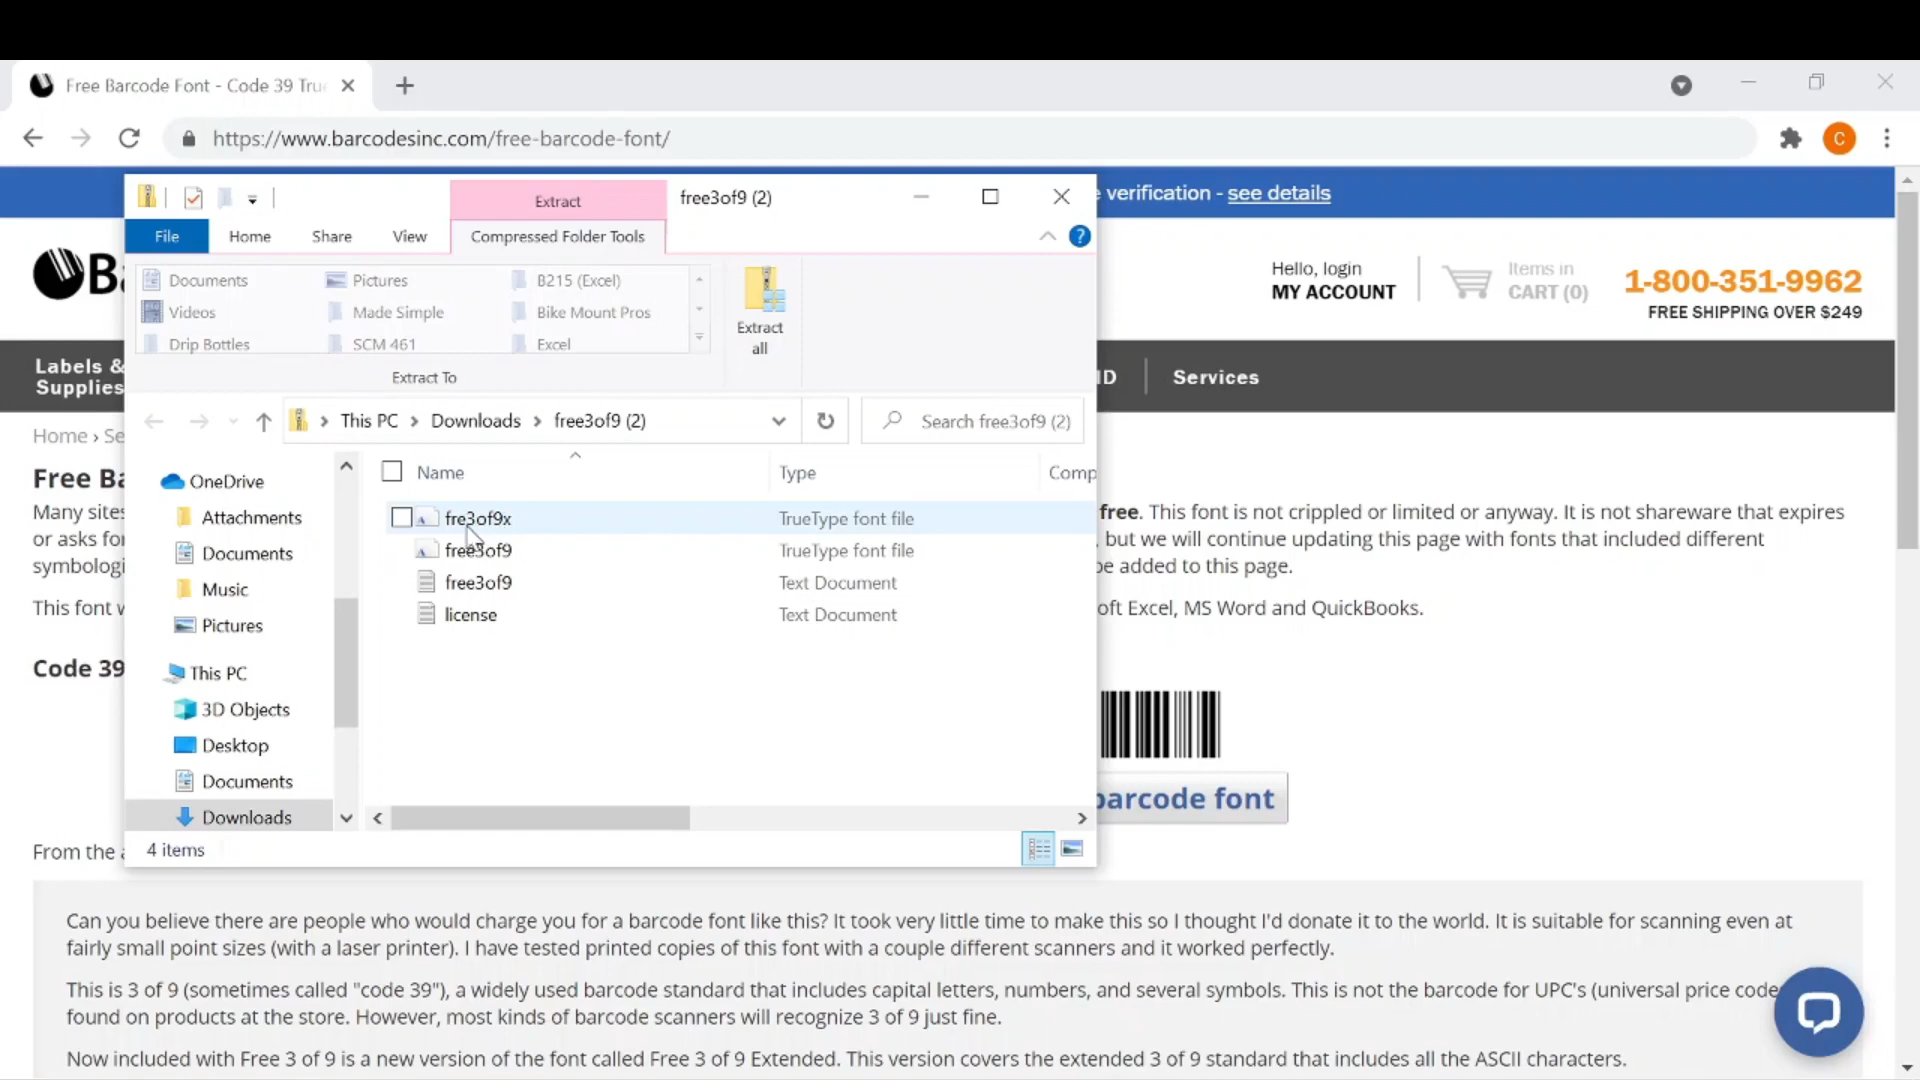 Free Barcode Font - Code 39 Tru
https://www.barcodesinc.com/free-barcode-font/
C
verification - see details
Extract
free3of9 (2)
File
Home
Share
View
Compressed Folder Tools
?
Documents
Pictures
B215 (Excel)
Videos
Made Simple
Bike Mount Pros
Drip Bottles
SCM 461
Excel
Extract
all
Extract To
Ba
Hello, login
MY ACCOUNT
Items in
CART (0)
1-800-351-9962
FREE SHIPPING OVER $249
Labels &
Supplies
ID
Services
This PC
Downloads
free3of9 (2)
Search free3of9 (2)
Home › Se
OneDrive
Attachments
Documents
Music
Pictures
This PC
3D Objects
Desktop
Documents
Downloads
Name
Type
Comp
fre3of9x
TrueType font file
free3of9
TrueType font file
free3of9
Text Document
license
Text Document
4 items
Free Ba
Many sites
free. This font is not crippled or limited or anyway. It is not shareware that expires
or asks for
, but we will continue updating this page with fonts that included different
symbologi
be added to this page.
This font w
oft Excel, MS Word and QuickBooks.
Code 39
barcode font
From the a
Can you believe there are people who would charge you for a barcode font like this? It took very little time to make this so I thought I'd donate it to the world. It is suitable for scanning even at
fairly small point sizes (with a laser printer). I have tested printed copies of this font with a couple different scanners and it worked perfectly.
This is 3 of 9 (sometimes called "code 39"), a widely used barcode standard that includes capital letters, numbers, and several symbols. This is not the barcode for UPC's (universal price code
found on products at the store. However, most kinds of barcode scanners will recognize 3 of 9 just fine.
Now included with Free 3 of 9 is a new version of the font called Free 3 of 9 Extended. This version covers the extended 3 of 9 standard that includes all the ASCII characters.